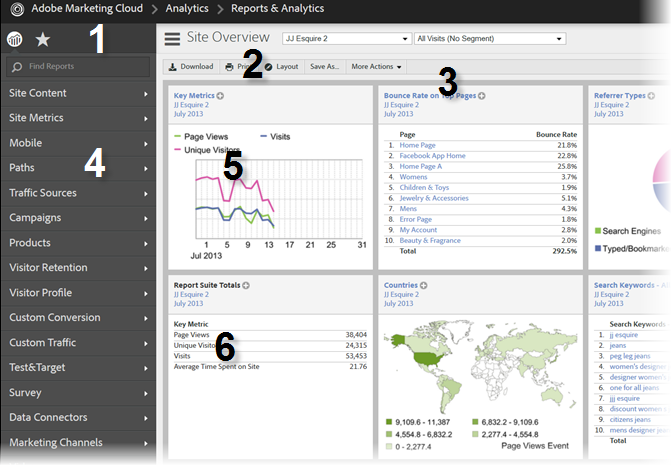 Adobe Marketing Cloud > Analytics > Reports & Analytics
1
Find Reports
Site Content
Site Metrics
Mobile
Paths
4
Traffic Sources
Campaigns
Products
Visitor Retention
Visitor Profile
Custom Conversion
Custom Traffic
Test&Target
Survey
Data Connectors
Marketing Channels
Site Overview
JJ Esquire 2
All Visits (No Segment)
Download
Print
2
Layout
Save As...
More Actions
3
Key Metrics
JJ Esquire 2
July 2013
Page Views
Visits
Unique Visitors
5
1 5 9 13 17 21 25 31
Jul 2013
Bounce Rate on Top Pages
JJ Esquire 2
July 2013
Page Bounce Rate
1. Home Page 21.8%
2. Facebook App Home 22.8%
3. Home Page A 25.8%
4. Womens 3.7%
5. Children & Toys 1.9%
6. Jewelry & Accessories 5.1%
7. Mens 4.3%
8. Error Page 1.8%
9. My Account 2.8%
10. Beauty & Fragrance 2.0%
Total 292.5%
Referrer Types
JJ Esquire 2
July 2013
Search Engines
Typed/Bookmark
Report Suite Totals
JJ Esquire 2
July 2013
Key Metric
Page Views 38,404
Unique Visitors 24,315
Visits 53,453
Average Time Spent on Site 21.76
6
Countries
JJ Esquire 2
July 2013
9,109.6 - 11,387
6,832.2 - 9,109.6
4,554.8 - 6,832.2
2,277.4 - 4,554.8
0 - 2,277.4
Page Views Event
Search Keywords - A
JJ Esquire 2
July 2013
Search Keywords
1. jj esquire
2. jeans
3. peg leg jeans
4. women's designer
5. designer women's
6. one for all jeans
7. jjj esquire
8. discount women's
9. citizens jeans
10. mens designer je